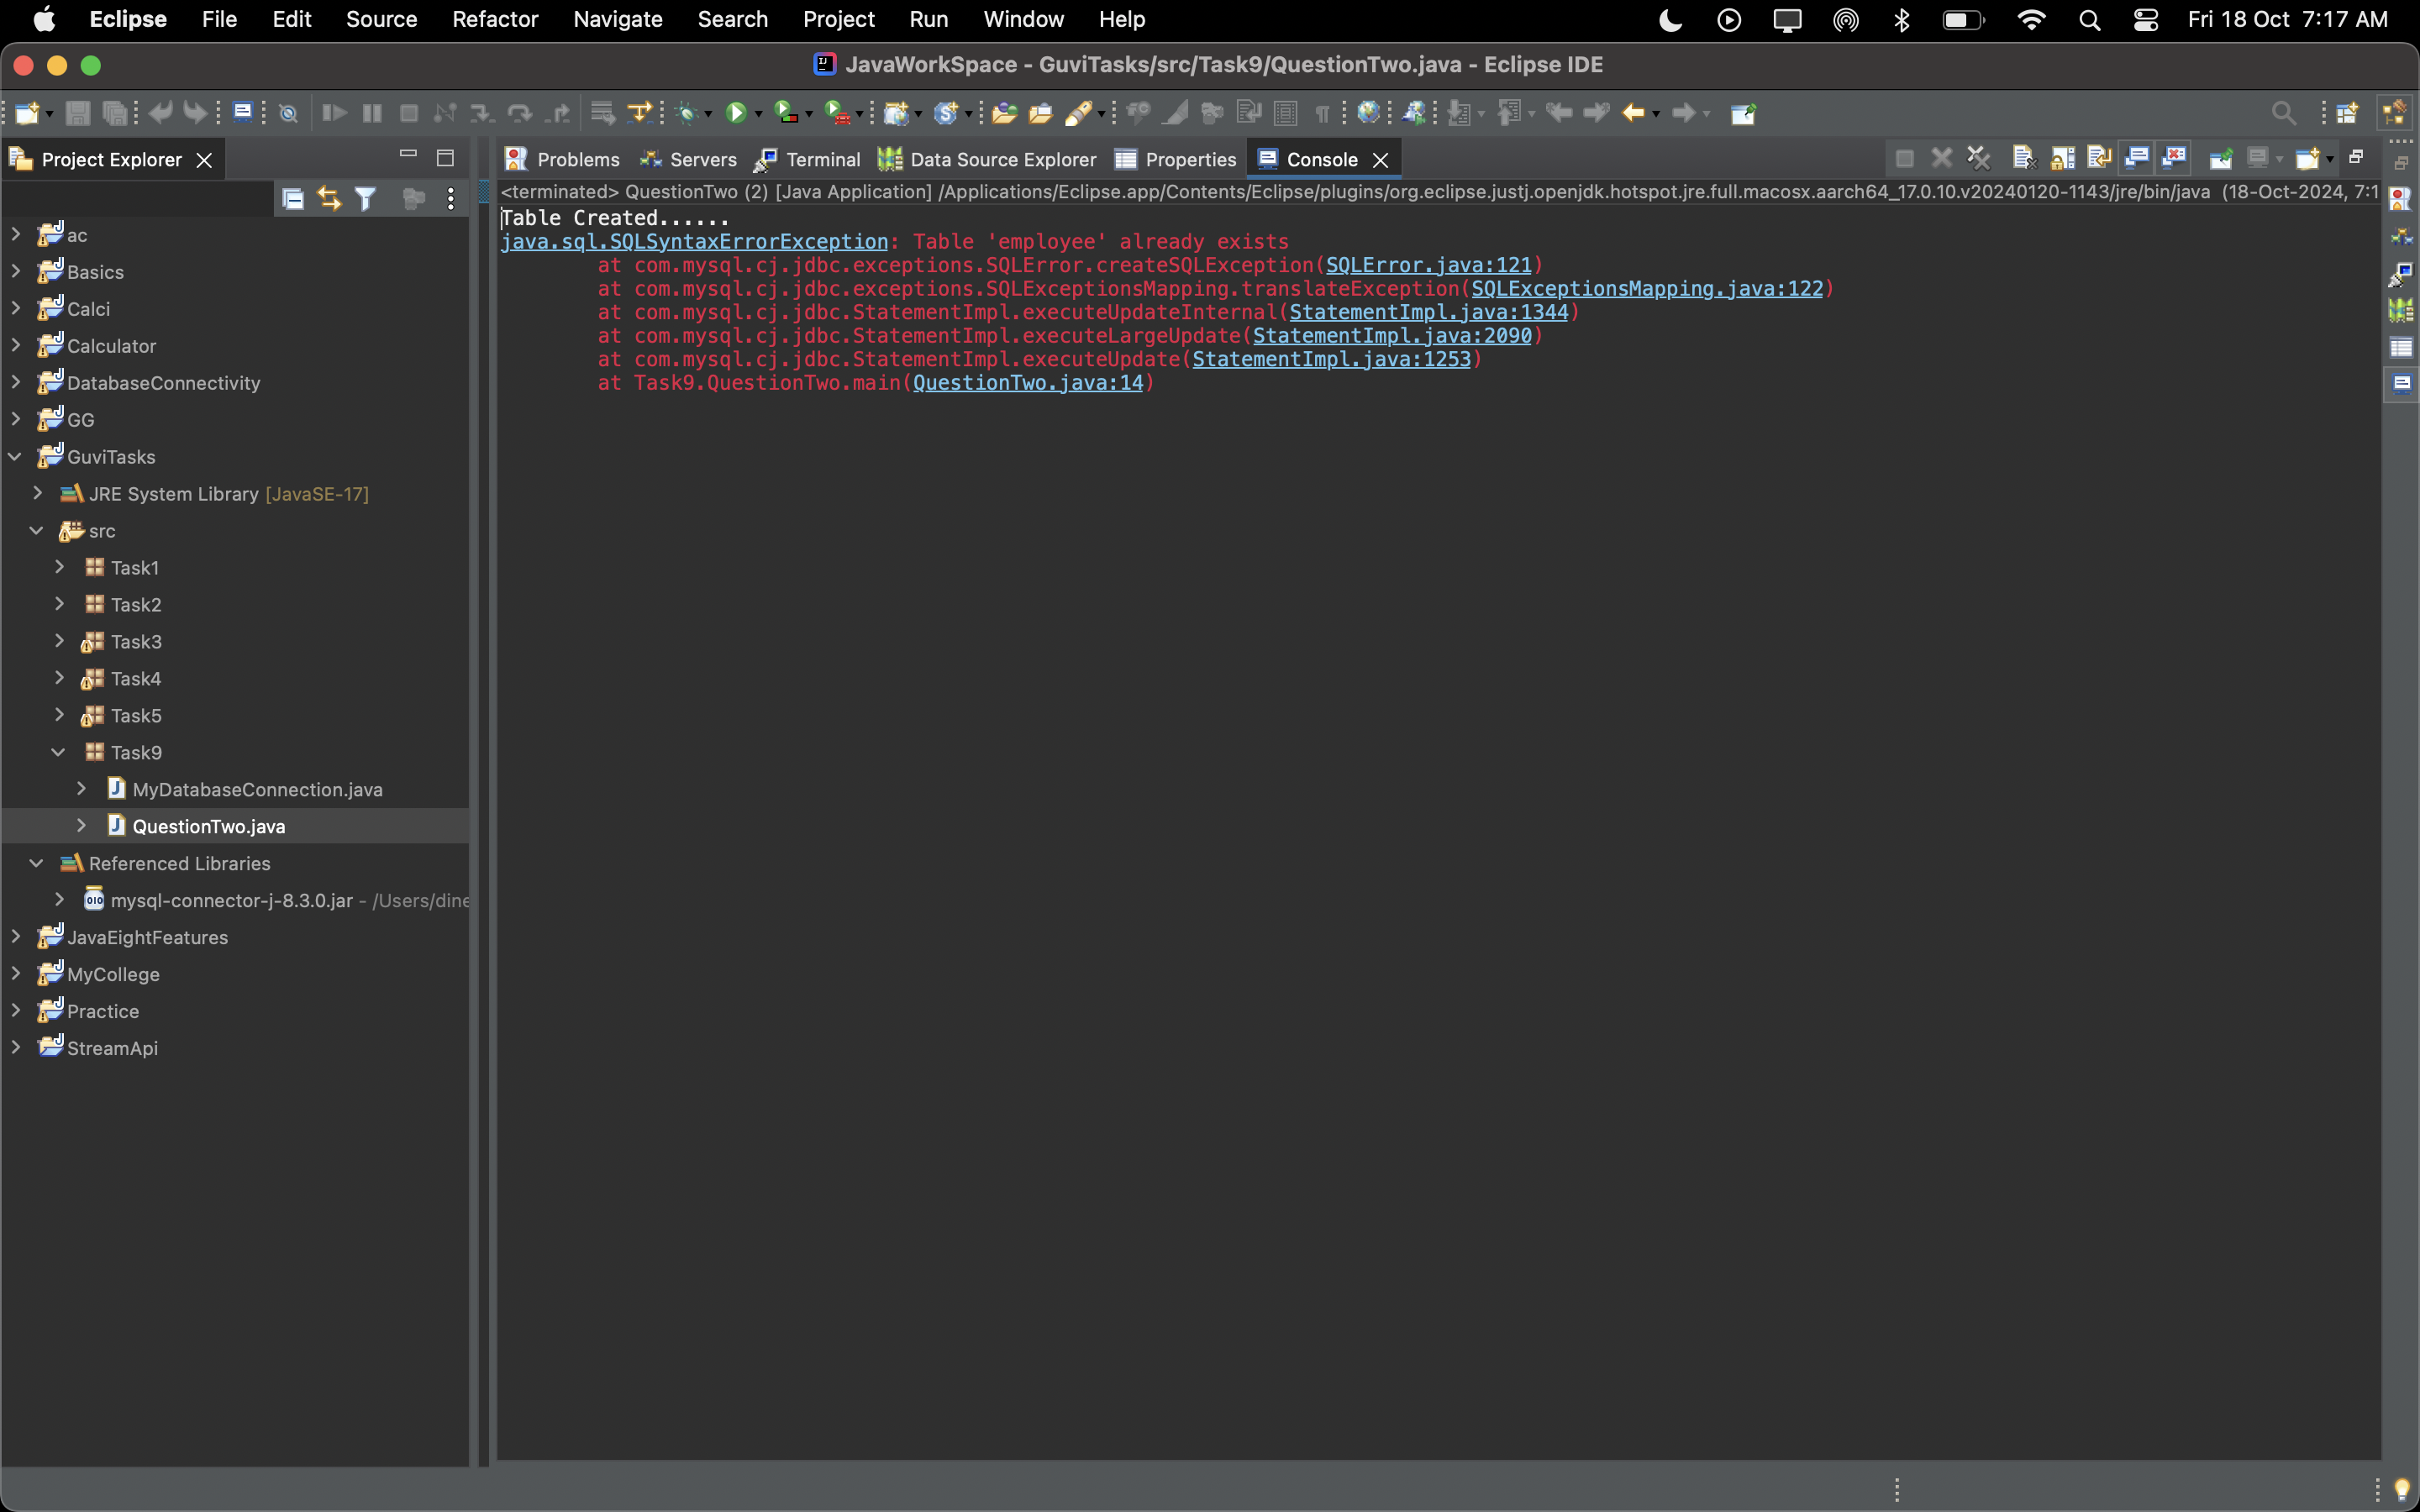 Eclipse File Edit Source Refactor Navigate Search Project Run Window Help Fri 18 Oct 7:17 AM
JavaWorkSpace - GuviTasks/src/Task9/QuestionTwo.java - Eclipse IDE
Project Explorer
Problems Servers Terminal Data Source Explorer Properties Console
<terminated> QuestionTwo (2) [Java Application] /Applications/Eclipse.app/Contents/Eclipse/plugins/org.eclipse.justj.openjdk.hotspot.jre.full.macosx.aarch64_17.0.10.v20240120-1143/jre/bin/java (18-Oct-2024, 7:1
Table Created......
java.sql.SQLSyntaxErrorException: Table 'employee' already exists
at com.mysql.cj.jdbc.exceptions.SQLError.createSQLException(SQLError.java:121)
at com.mysql.cj.jdbc.exceptions.SQLExceptionsMapping.translateException(SQLExceptionsMapping.java:122)
at com.mysql.cj.jdbc.StatementImpl.executeUpdateInternal(StatementImpl.java:1344)
at com.mysql.cj.jdbc.StatementImpl.executeLargeUpdate(StatementImpl.java:2090)
at com.mysql.cj.jdbc.StatementImpl.executeUpdate(StatementImpl.java:1253)
at Task9.QuestionTwo.main(QuestionTwo.java:14)
ac
Basics
Calci
Calculator
DatabaseConnectivity
GG
GuviTasks
JRE System Library [JavaSE-17]
src
Task1
Task2
Task3
Task4
Task5
Task9
MyDatabaseConnection.java
QuestionTwo.java
Referenced Libraries
mysql-connector-j-8.3.0.jar - /Users/dine
JavaEightFeatures
MyCollege
Practice
StreamApi